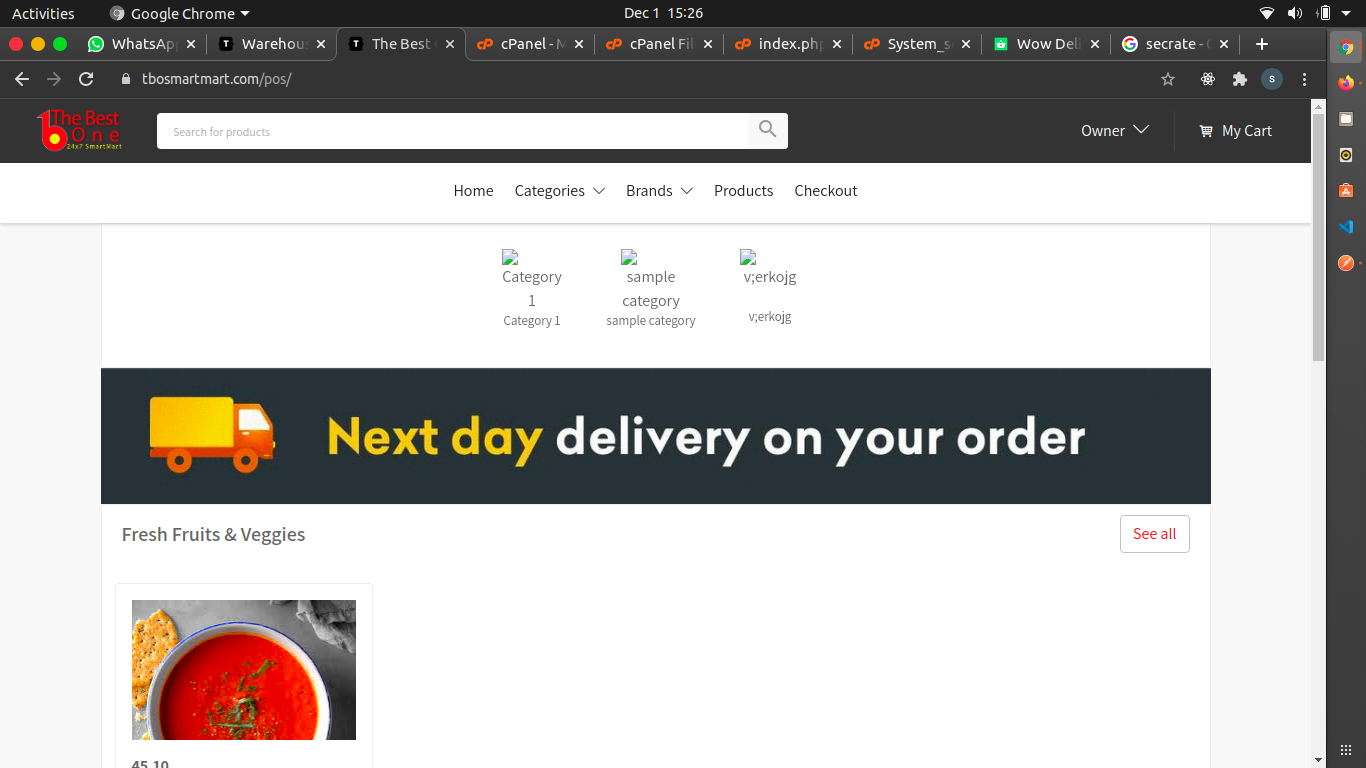 Activities
Google Chrome
Dec 1 15:26
WhatsApp
Warehous
The Best
cPanel - M
cPanel Fil
index.php
System_s
Wow Deli
secrate -
tbosmartmart.com/pos/
S
The Best
One
24x7 SmartMart
Search for products
Owner
My Cart
Home Categories Brands Products Checkout
Category
1
Category 1
sample
category
sample category
v;erkojg
v;erkojg
Next day delivery on your order
Fresh Fruits & Veggies
See all
45.10